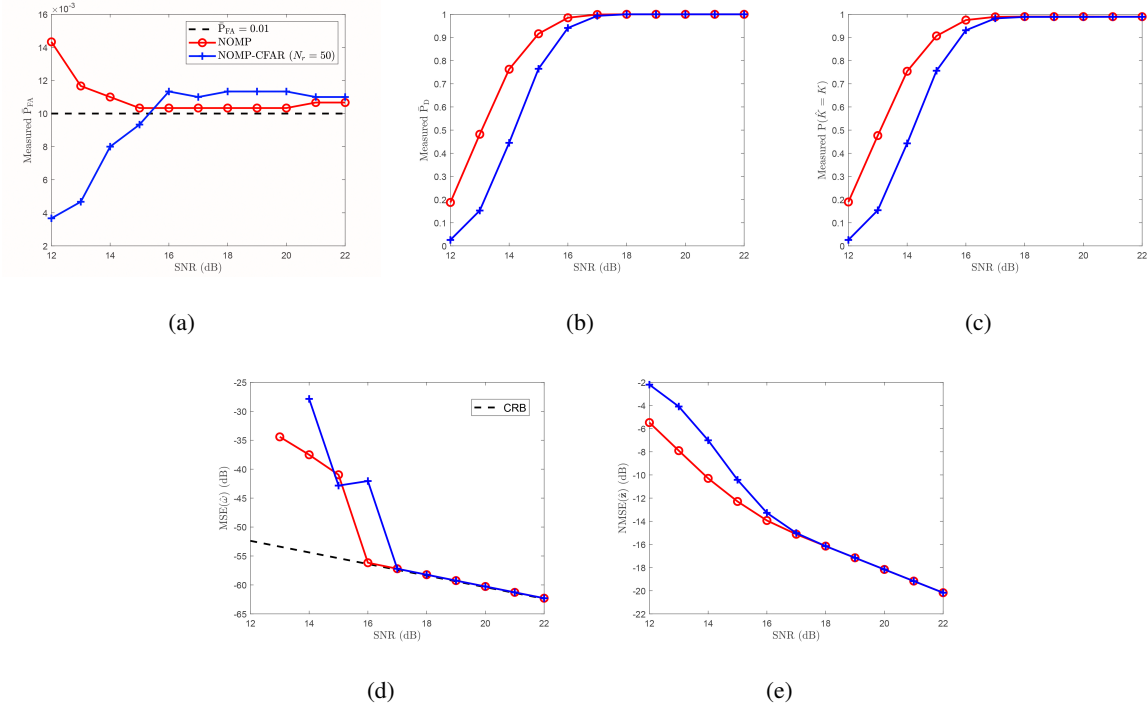 ×10⁻³
16
14
12
10
8
6
4
2
Measured P̄_FA
P̄_FA = 0.01
NOMP
NOMP-CFAR (N_r = 50)
12 14 16 18 20 22
SNR (dB)
(a)
1
0.9
0.8
0.7
0.6
0.5
0.4
0.3
0.2
0.1
0
Measured P̄_D
12 14 16 18 20 22
SNR (dB)
(b)
1
0.9
0.8
0.7
0.6
0.5
0.4
0.3
0.2
0.1
0
Measured P(K̂ = K)
12 14 16 18 20 22
SNR (dB)
(c)
-25
-30
-35
-40
-45
-50
-55
-60
-65
MSE(ω̂) (dB)
CRB
12 14 16 18 20 22
SNR (dB)
(d)
-2
-4
-6
-8
-10
-12
-14
-16
-18
-20
-22
NMSE(ẑ) (dB)
12 14 16 18 20 22
SNR (dB)
(e)